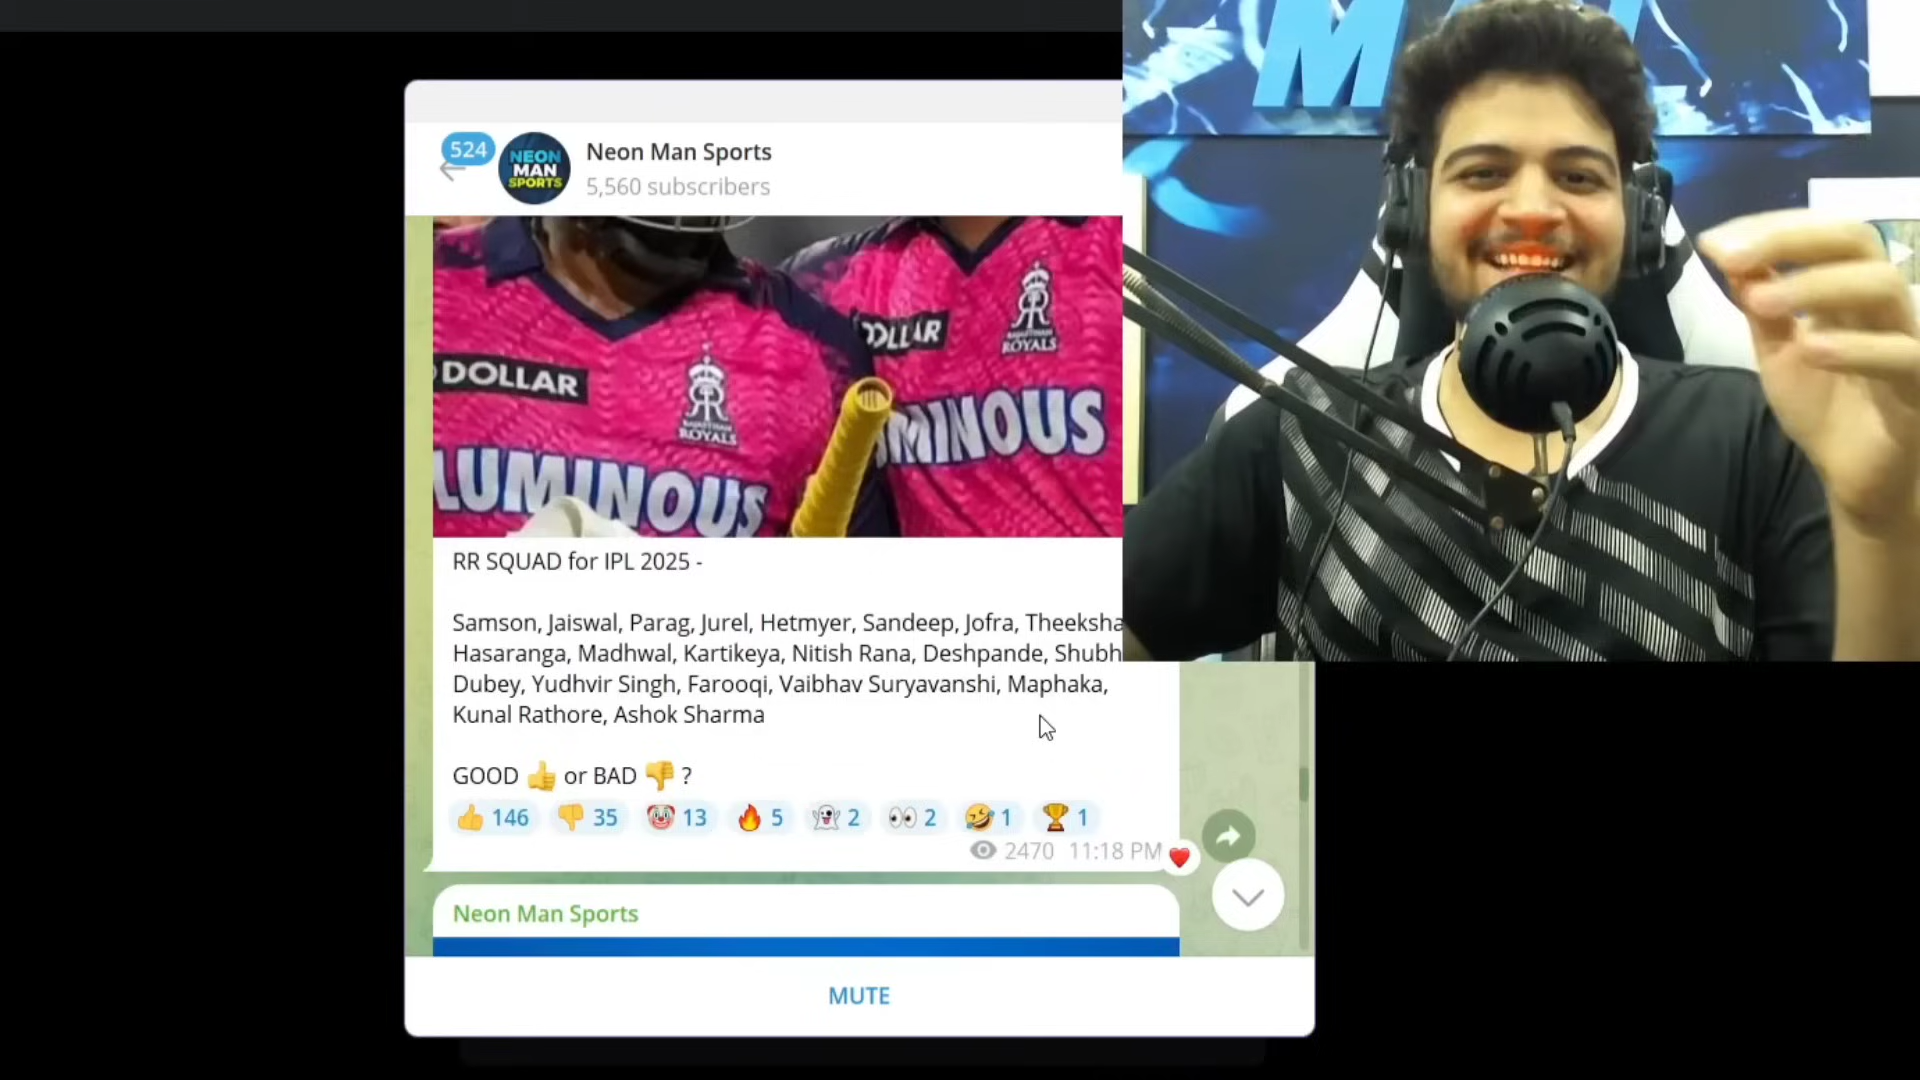 M
524
NEON
MAN
SPORTS
Neon Man Sports
5,560 subscribers
DOLLAR
ROYALS
LUMINOUS
ROYALS
RR SQUAD for IPL 2025 -
Samson, Jaiswal, Parag, Jurel, Hetmyer, Sandeep, Jofra, Theeksha
Hasaranga, Madhwal, Kartikeya, Nitish Rana, Deshpande, Shubh
Dubey, Yudhvir Singh, Farooqi, Vaibhav Suryavanshi, Maphaka,
Kunal Rathore, Ashok Sharma
GOOD 👍 or BAD 👎 ?
👍 146 👎 35 🤡 13 🔥 5 👻 2 👀 2 🤣 1 🏆 1
2470 11:18 PM
Neon Man Sports
MUTE